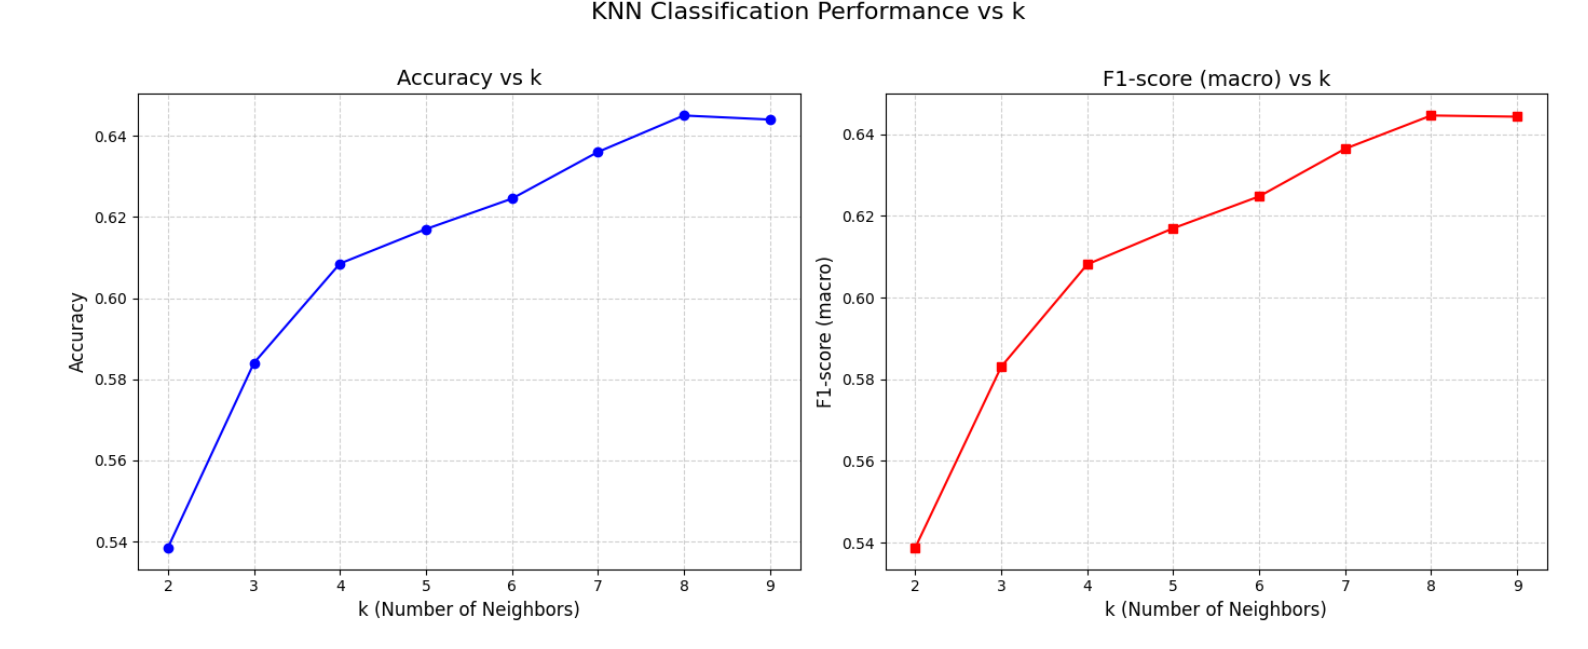 KNN Classification Performance vs k
Accuracy vs k
Accuracy
0.64
0.62
0.60
0.58
0.56
0.54
2 3 4 5 6 7 8 9
k (Number of Neighbors)
F1-score (macro) vs k
F1-score (macro)
0.64
0.62
0.60
0.58
0.56
0.54
2 3 4 5 6 7 8 9
k (Number of Neighbors)